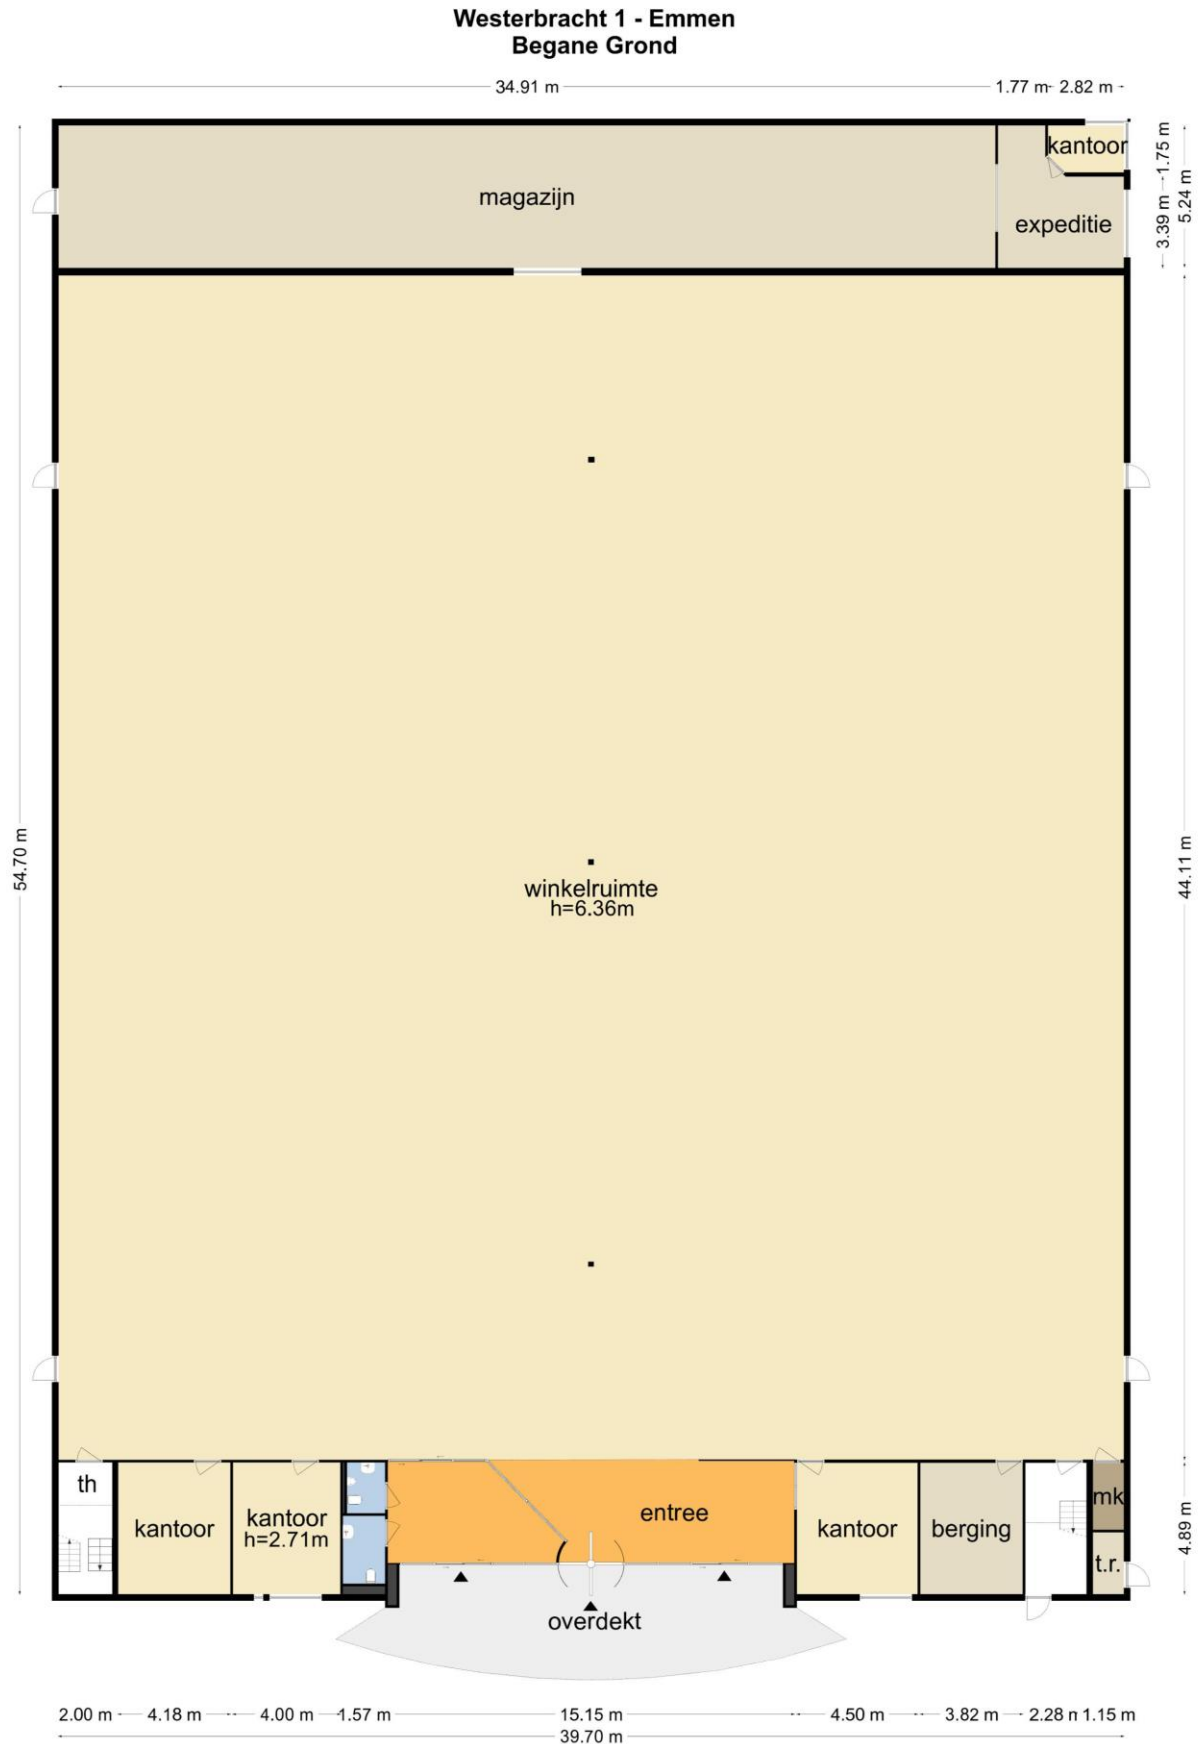 Westerbracht 1 - Emmen
Begane Grond
34.91 m
1.77 m
2.82 m
kantoor
1.75 m
magazijn
expeditie
3.39 m
5.24 m
54.70 m
44.11 m
winkelruimte
h=6.36m
th
kantoor
kantoor
h=2.71m
entree
kantoor
berging
mk
t.r.
4.89 m
overdekt
2.00 m
4.18 m
4.00 m
1.57 m
15.15 m
4.50 m
3.82 m
2.28 n
1.15 m
39.70 m